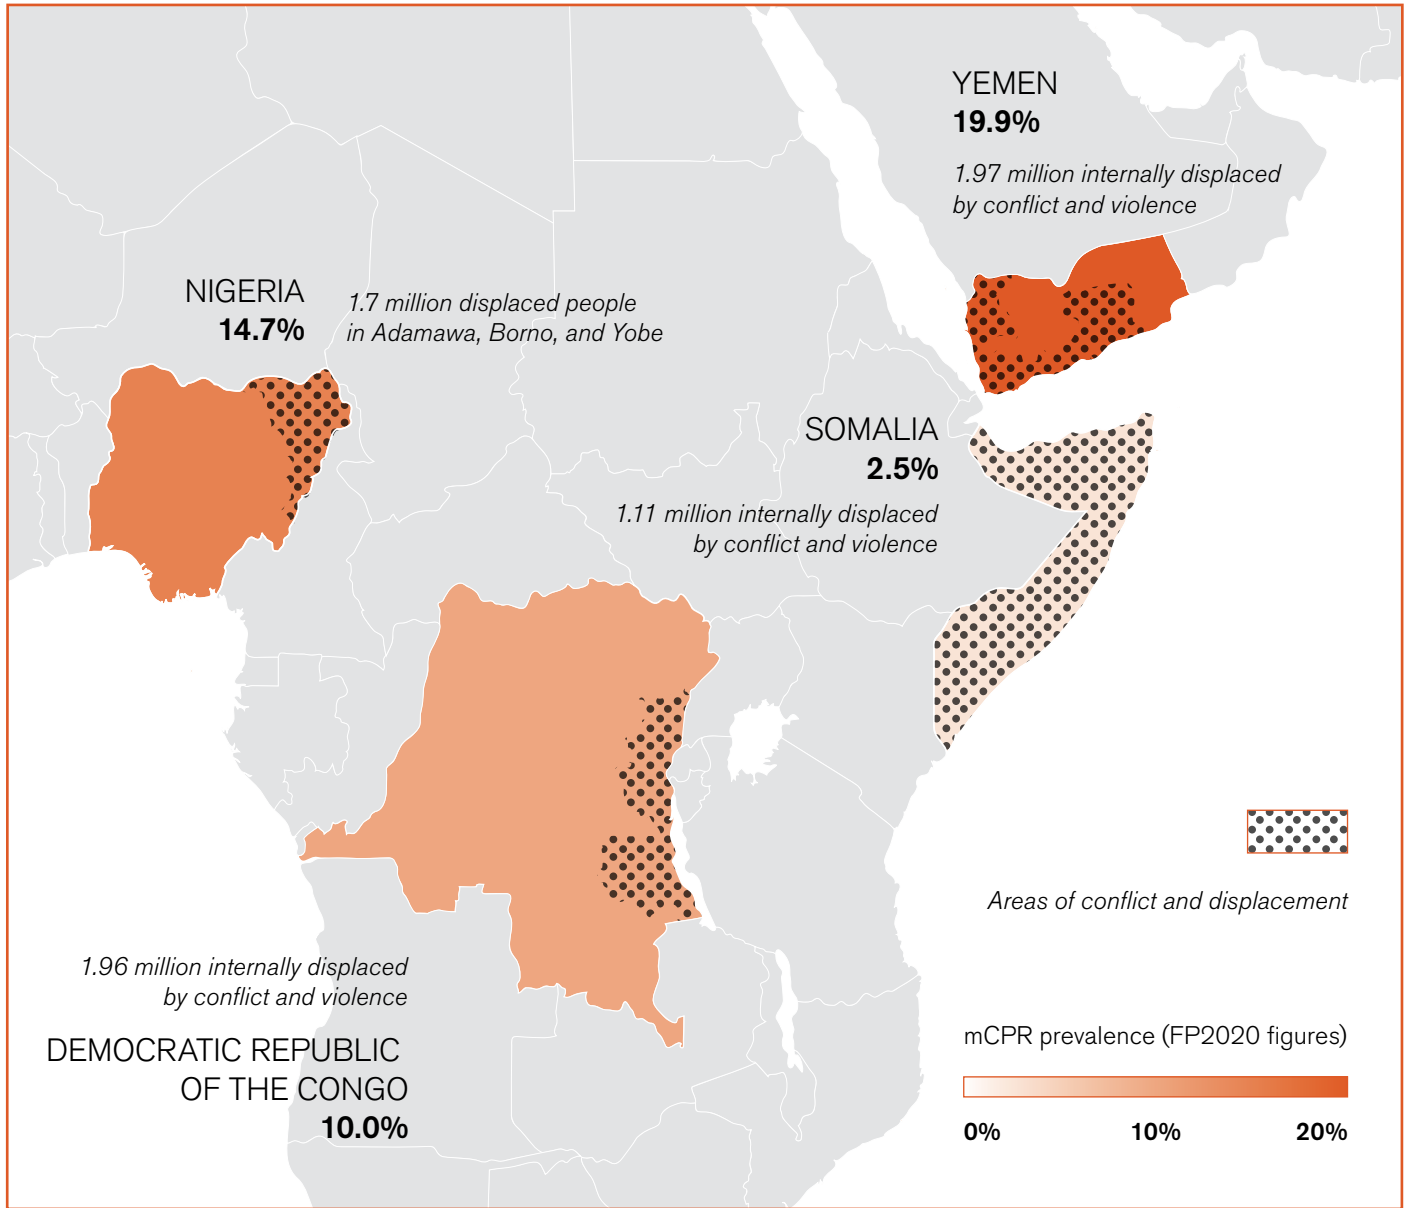 YEMEN
19.9%
1.97 million internally displaced
by conflict and violence
NIGERIA
14.7%
1.7 million displaced people
in Adamawa, Borno, and Yobe
SOMALIA
2.5%
1.11 million internally displaced
by conflict and violence
Areas of conflict and displacement
1.96 million internally displaced
by conflict and violence
DEMOCRATIC REPUBLIC
OF THE CONGO
10.0%
mCPR prevalence (FP2020 figures)
0% 10% 20%